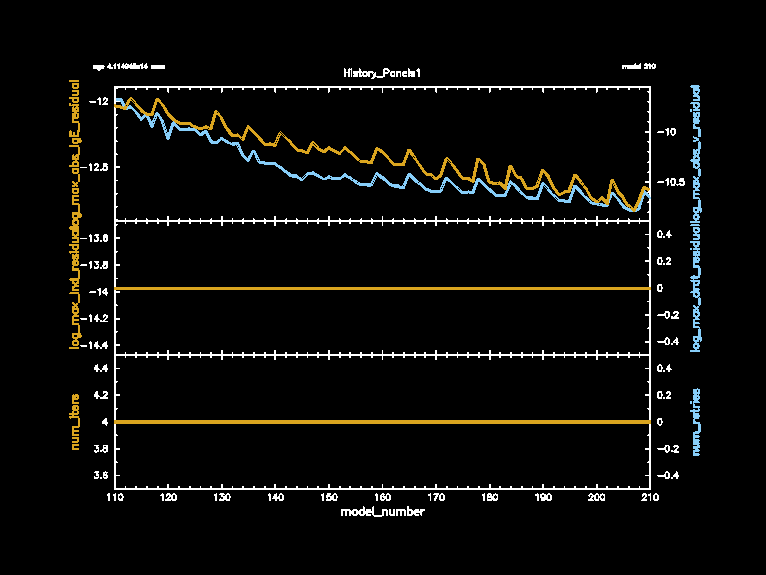 age 4.114948e14 secs model 210
History_Panels1
log_max_abs_lgE_residual
-12
-12.5
-10
-10.5
log_max_abs_v_residual
log_max_lnd_residual
-13.6
-13.8
-14
-14.2
-14.4
0.4
0.2
0
-0.2
-0.4
log_max_drdt_residual
num_iters
4.4
4.2
4
3.8
3.6
0.4
0.2
0
-0.2
-0.4
num_retries
110 120 130 140 150 160 170 180 190 200 210
model_number